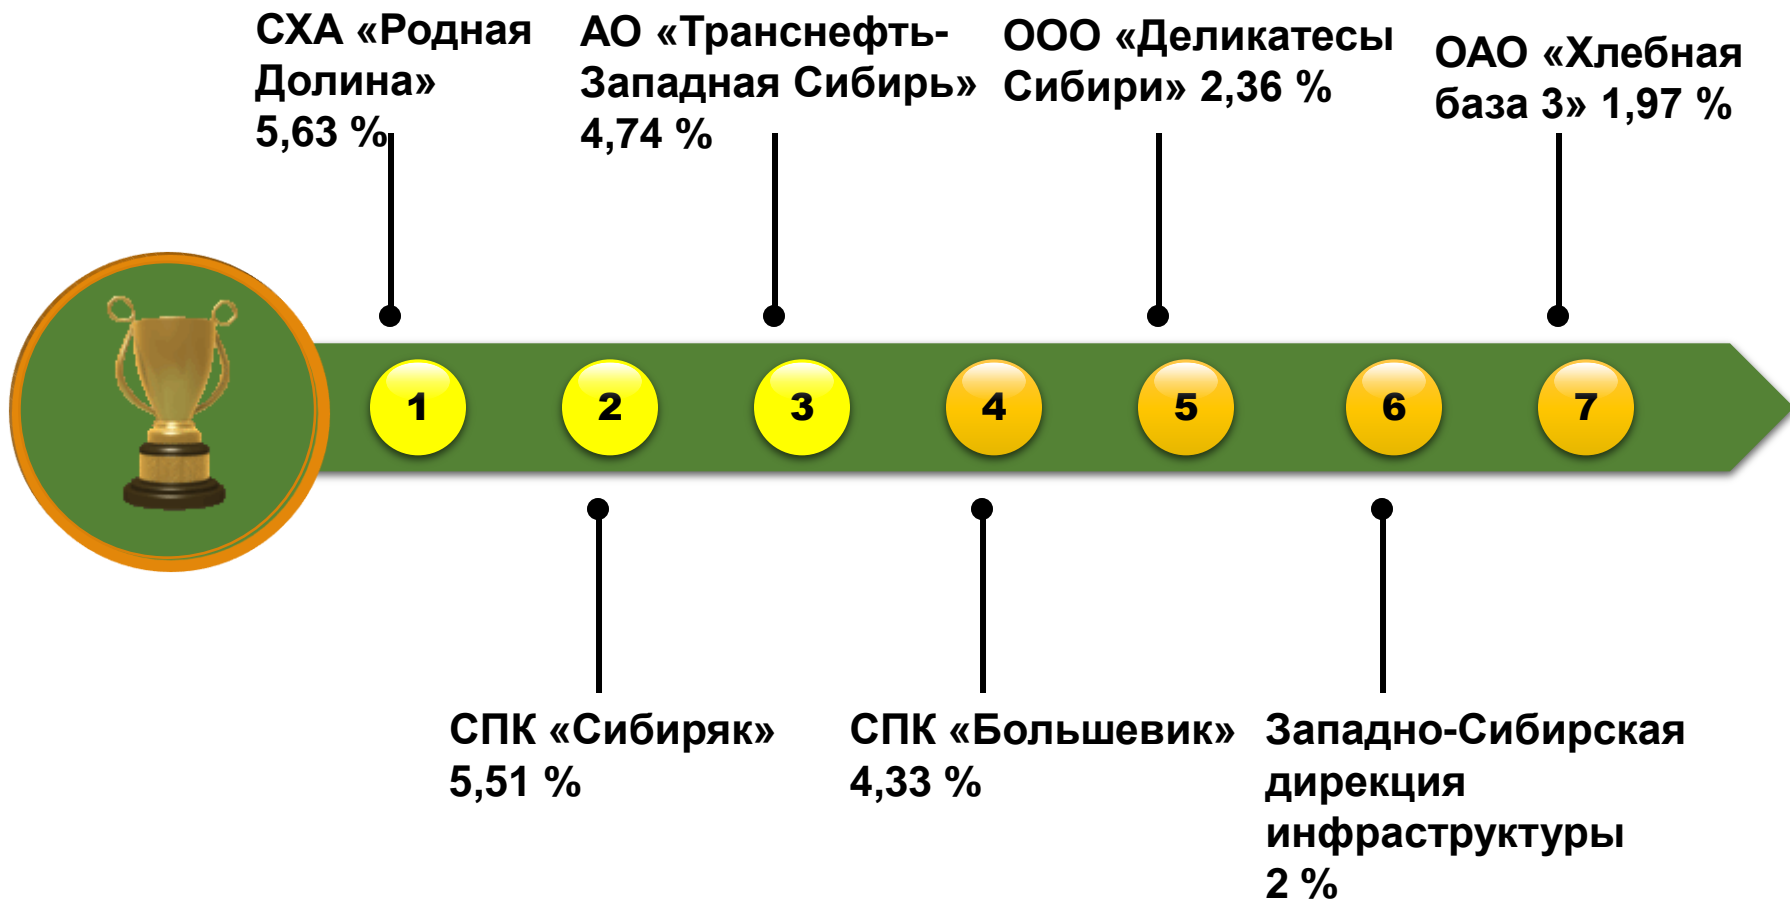 СХА «Родная
Долина»
5,63 %
АО «Транснефть-
Западная Сибирь»
4,74 %
ООО «Деликатесы
Сибири» 2,36 %
ОАО «Хлебная
база 3» 1,97 %
1
2
3
4
5
6
7
СПК «Сибиряк»
5,51 %
СПК «Большевик»
4,33 %
Западно-Сибирская
дирекция
инфраструктуры
2 %